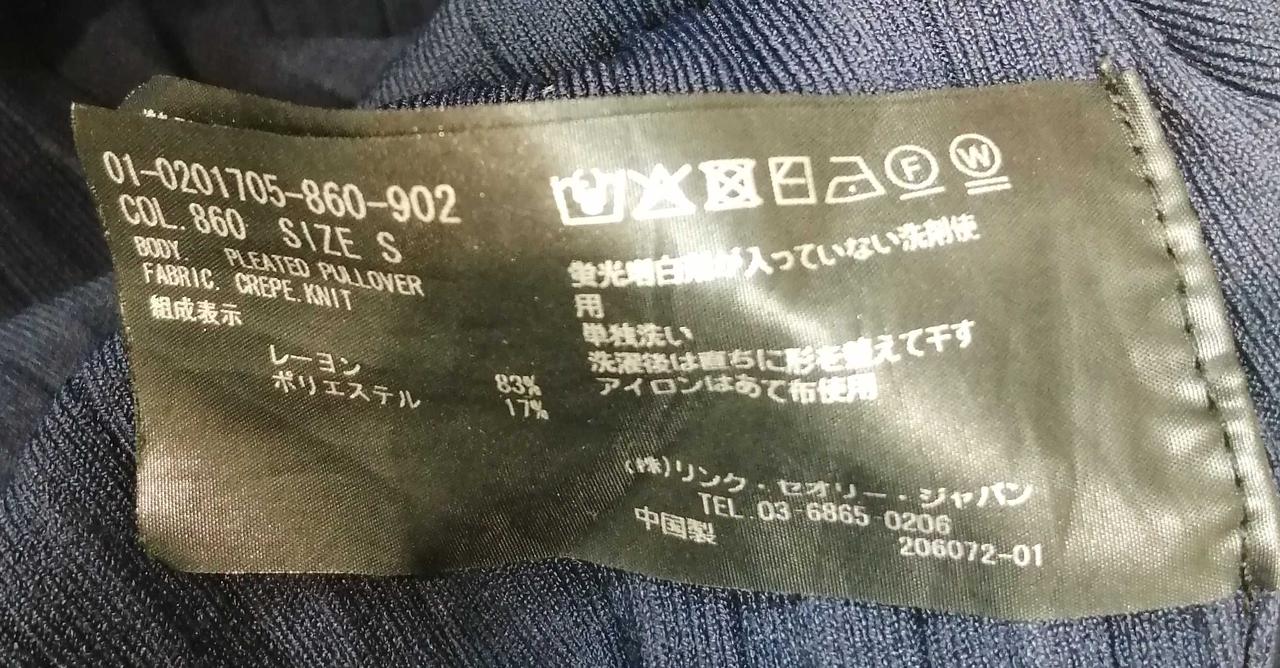 01-0201705-860-902
COL. 860 SIZE S
BODY. PLEATED PULLOVER
FABRIC. CREPE.KNIT
組成表示
レーヨン 83%
ポリエステル 17%
F W
蛍光増白剤が入っていない洗剤使
用
単独洗い
洗濯後は直ちに形を整えて干す
アイロンはあて布使用
(株)リンク・セオリー・ジャパン
TEL.03-6865-0206
中国製
206072-01